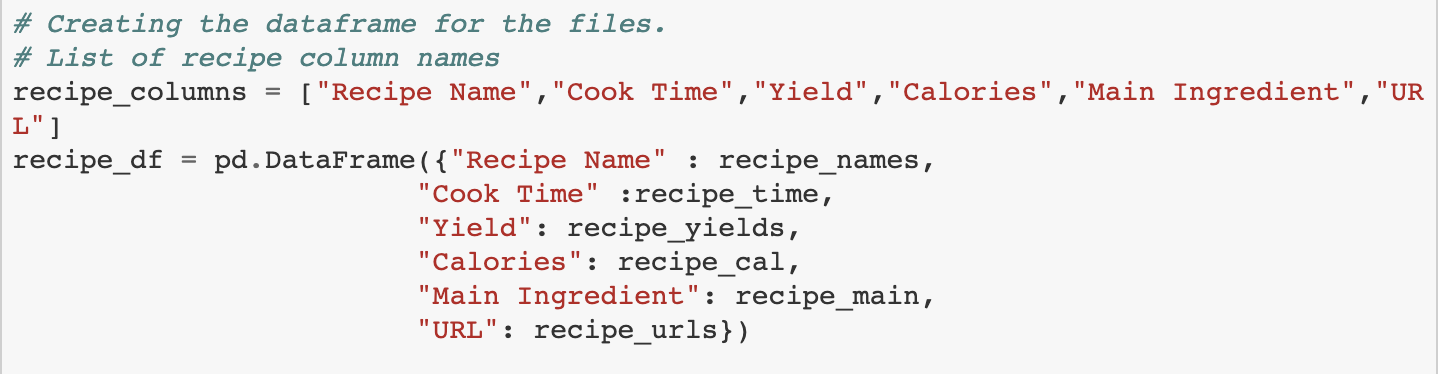 # Creating the dataframe for the files.
# List of recipe column names
recipe_columns = ["Recipe Name","Cook Time","Yield","Calories","Main Ingredient","UR
L"]
recipe_df = pd.DataFrame({"Recipe Name" : recipe_names,
                        "Cook Time" :recipe_time,
                        "Yield": recipe_yields,
                        "Calories": recipe_cal,
                        "Main Ingredient": recipe_main,
                        "URL": recipe_urls})